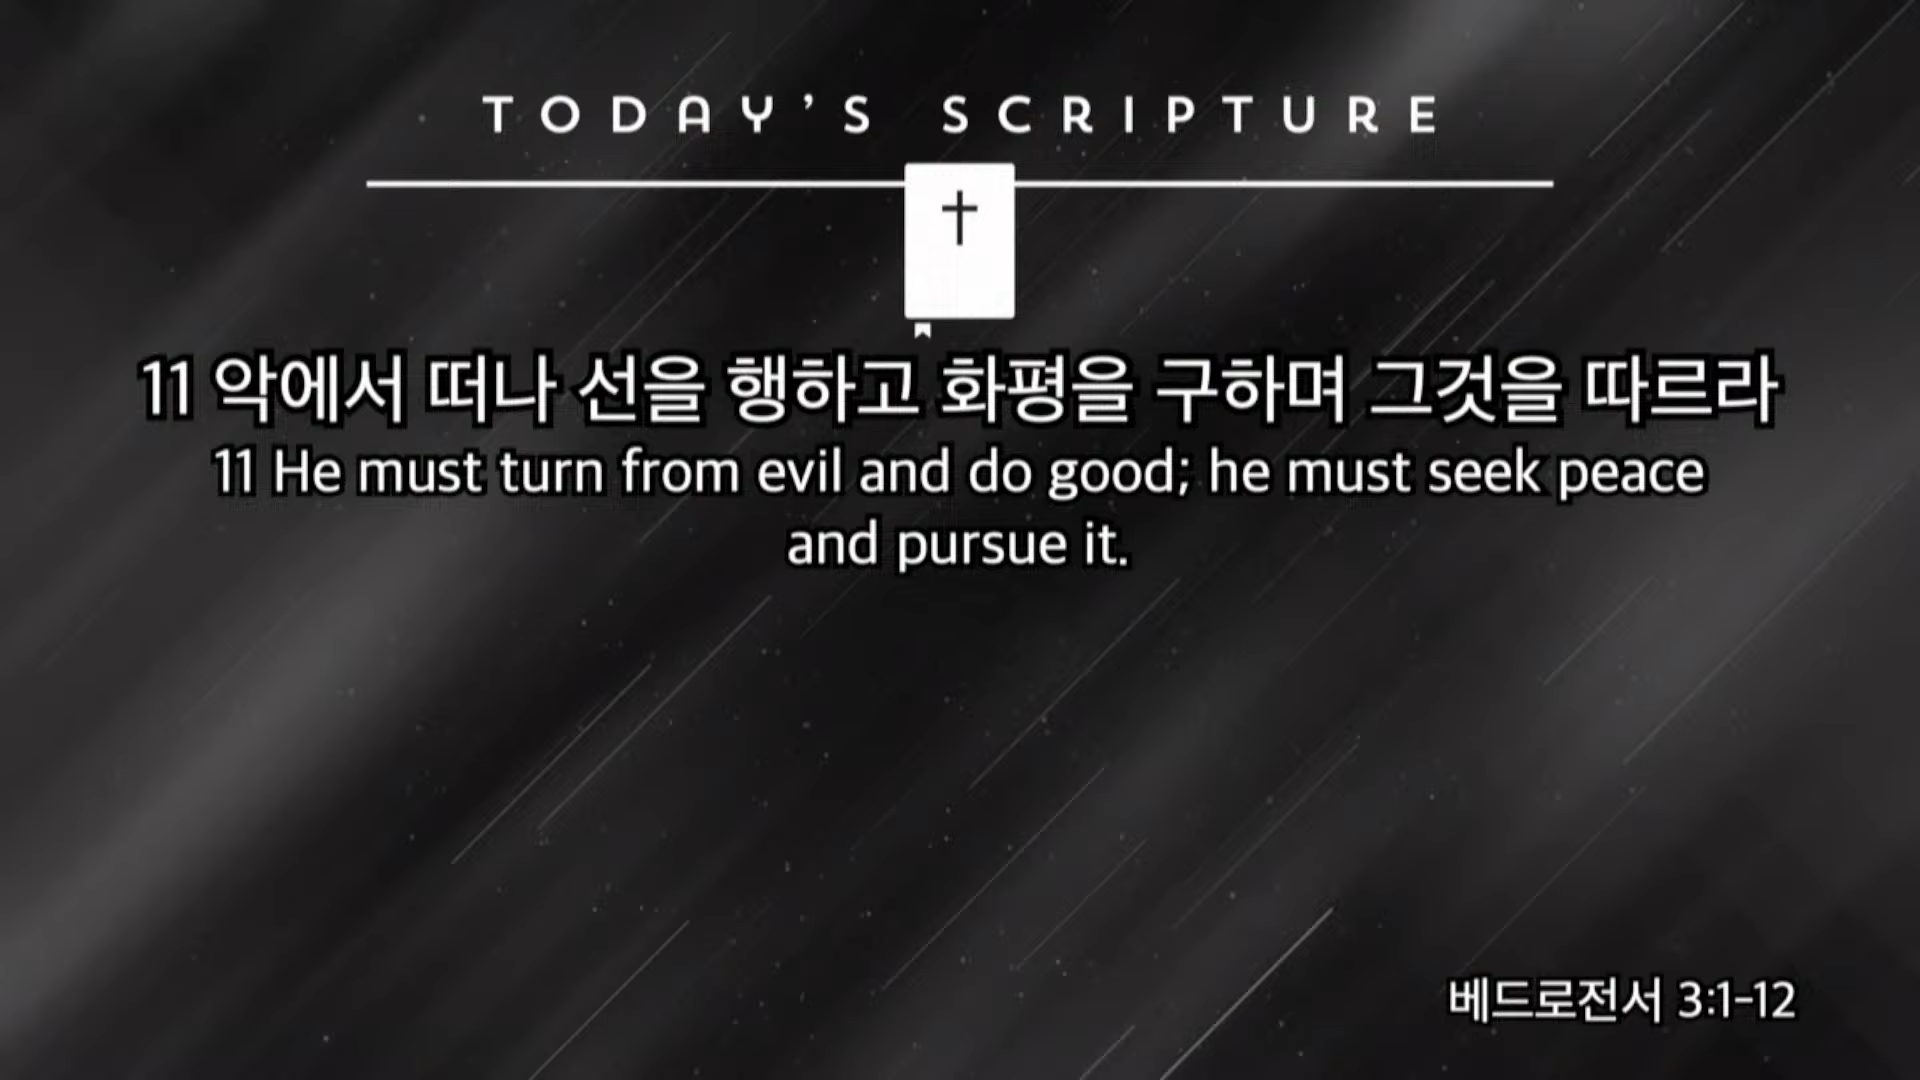 TODAY'S SCRIPTURE
11 악에서 떠나 선을 행하고 화평을 구하며 그것을 따르라
11 He must turn from evil and do good; he must seek peace
and pursue it.
베드로전서 3:1-12